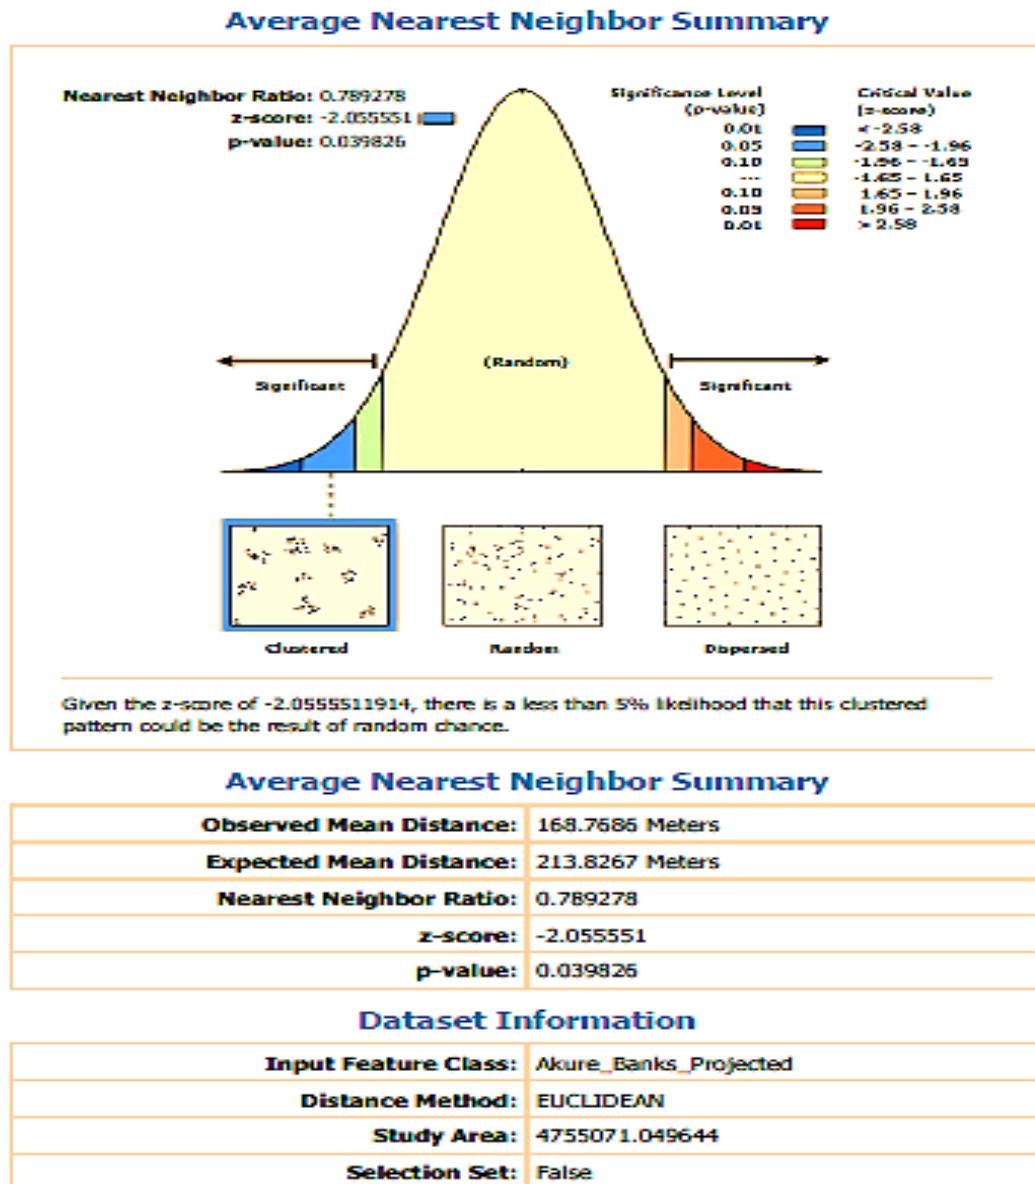 Average Nearest Neighbor Summary
Nearest Neighbor Ratio: 0.789278
z-score: -2.055551
p-value: 0.039826
Significance Level (p-value)
Critical Value (z-score)
0.01 < -2.58
0.05 -2.58 - -1.96
0.10 -1.96 - -1.65
--- -1.65 - 1.65
0.10 1.65 - 1.96
0.05 1.96 - 2.58
0.01 > 2.58
(Random)
Significant
Significant
Clustered
Random
Dispersed
Given the z-score of -2.0555511914, there is a less than 5% likelihood that this clustered
pattern could be the result of random chance.
Average Nearest Neighbor Summary
Observed Mean Distance: 168.7686 Meters
Expected Mean Distance: 213.8267 Meters
Nearest Neighbor Ratio: 0.789278
z-score: -2.055551
p-value: 0.039826
Dataset Information
Input Feature Class: Akure_Banks_Projected
Distance Method: EUCLIDEAN
Study Area: 4755071.049644
Selection Set: False